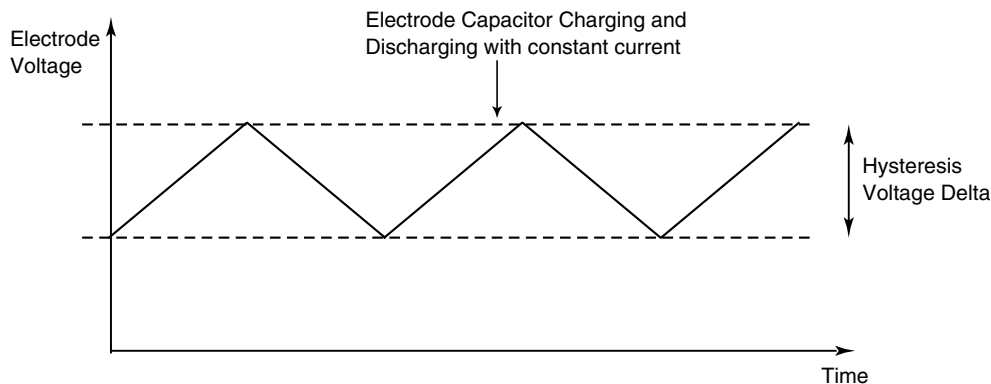 Electrode Capacitor Charging and
Discharging with constant current
Electrode
Voltage
Hysteresis
Voltage Delta
Time